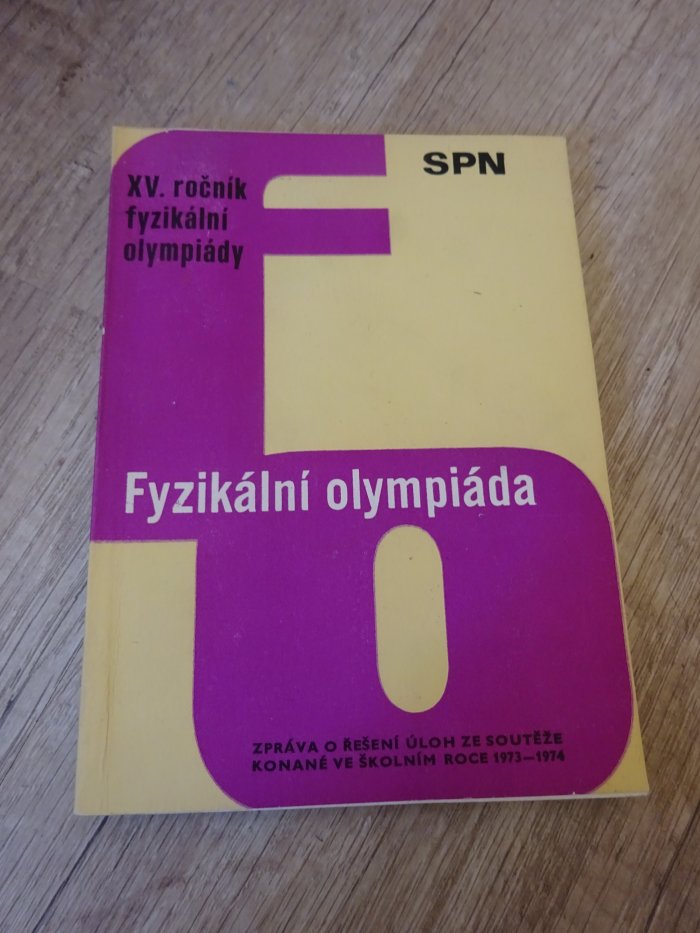 SPN
XV. ročník
fyzikální
olympiády
Fyzikální olympiáda
ZPRÁVA O ŘEŠENÍ ÚLOH ZE SOUTĚŽE
KONANÉ VE ŠKOLNÍM ROCE 1973—1974